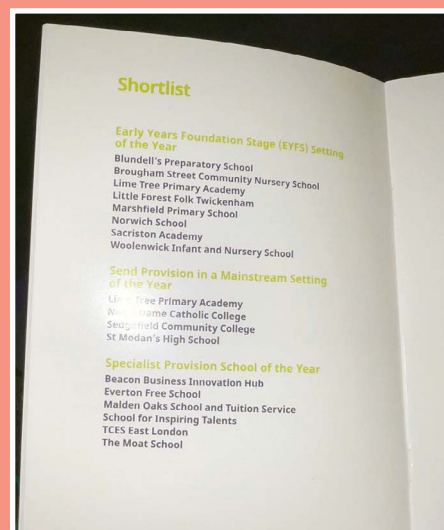 Shortlist
Early Years Foundation Stage (EYFS) Setting
of the Year
Blundell's Preparatory School
Brougham Street Community Nursery School
Lime Tree Primary Academy
Little Forest Folk Twickenham
Marshfield Primary School
Norwich School
Sacriston Academy
Woolenwick Infant and Nursery School
Send Provision in a Mainstream Setting
of the Year
Lime Tree Primary Academy
Dame Catholic College
Sedgefield Community College
St Modan's High School
Specialist Provision School of the Year
Beacon Business Innovation Hub
Everton Free School
Malden Oaks School and Tuition Service
School for Inspiring Talents
TCES East London
The Moat School